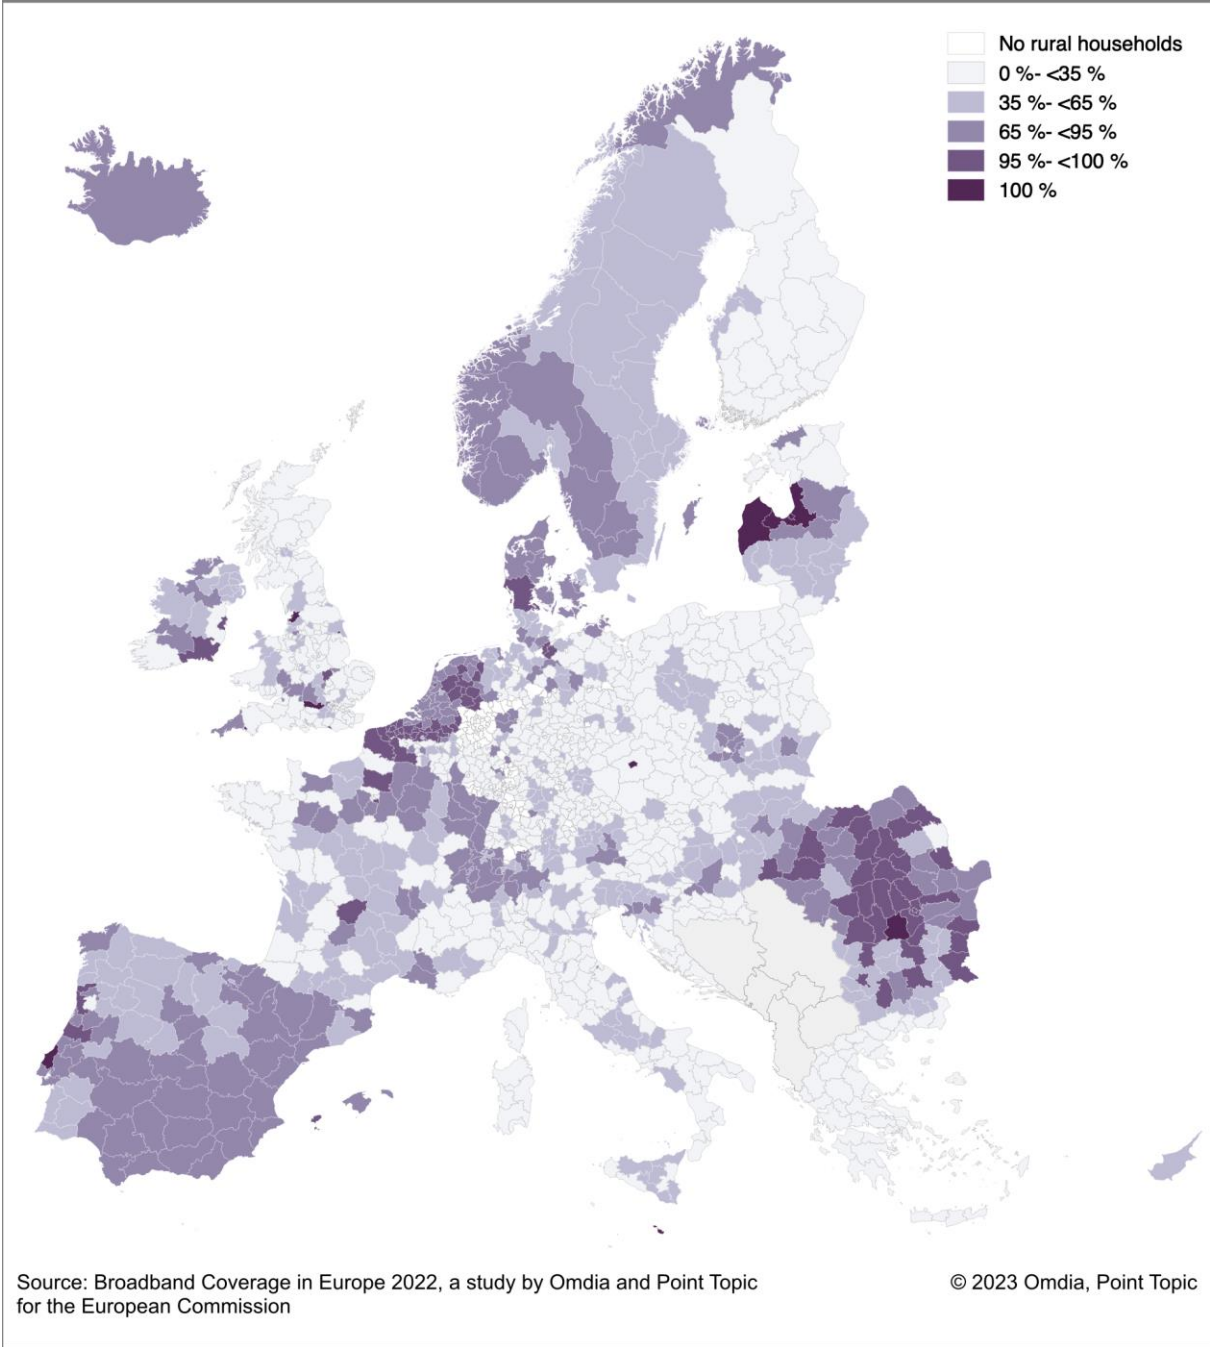 No rural households
0 %- <35 %
35 %- <65 %
65 %- <95 %
95 %- <100 %
100 %
Source: Broadband Coverage in Europe 2022, a study by Omdia and Point Topic
for the European Commission
© 2023 Omdia, Point Topic